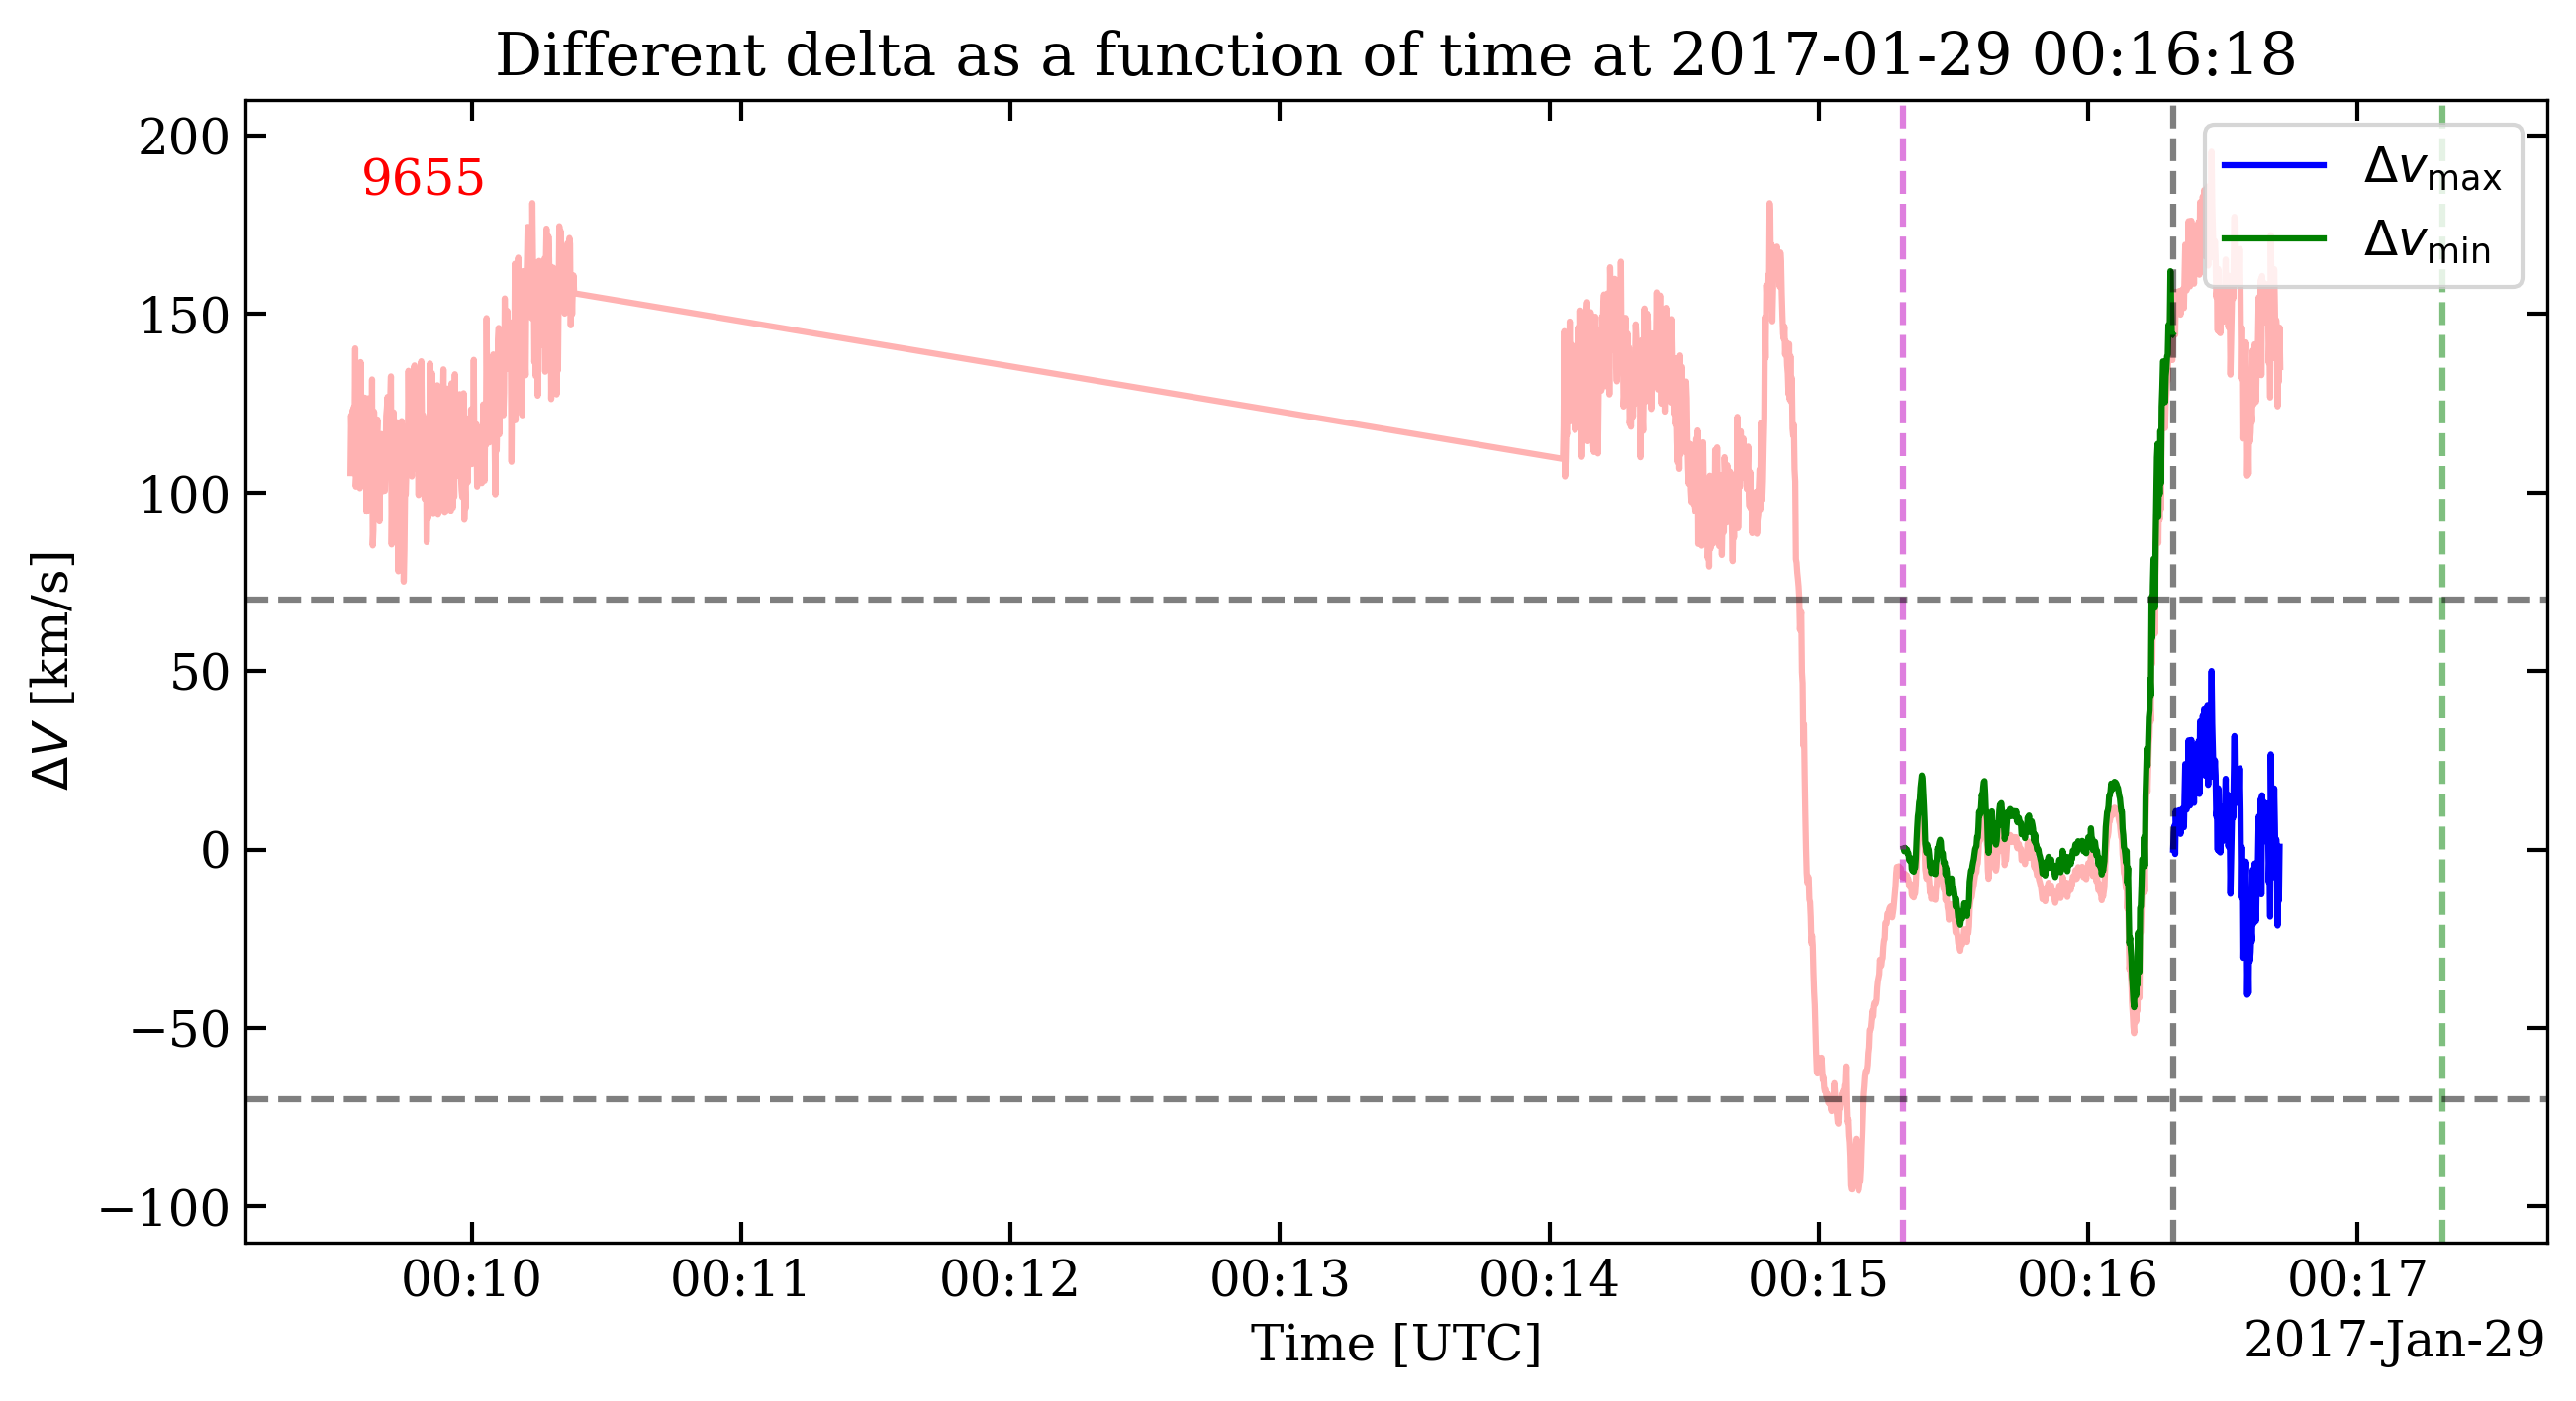 Different delta as a function of time at 2017-01-29 00:16:18
200
150
100
50
0
−50
−100
ΔV [km/s]
9655
Δv_max
Δv_min
00:10 00:11 00:12 00:13 00:14 00:15 00:16 00:17
Time [UTC]
2017-Jan-29